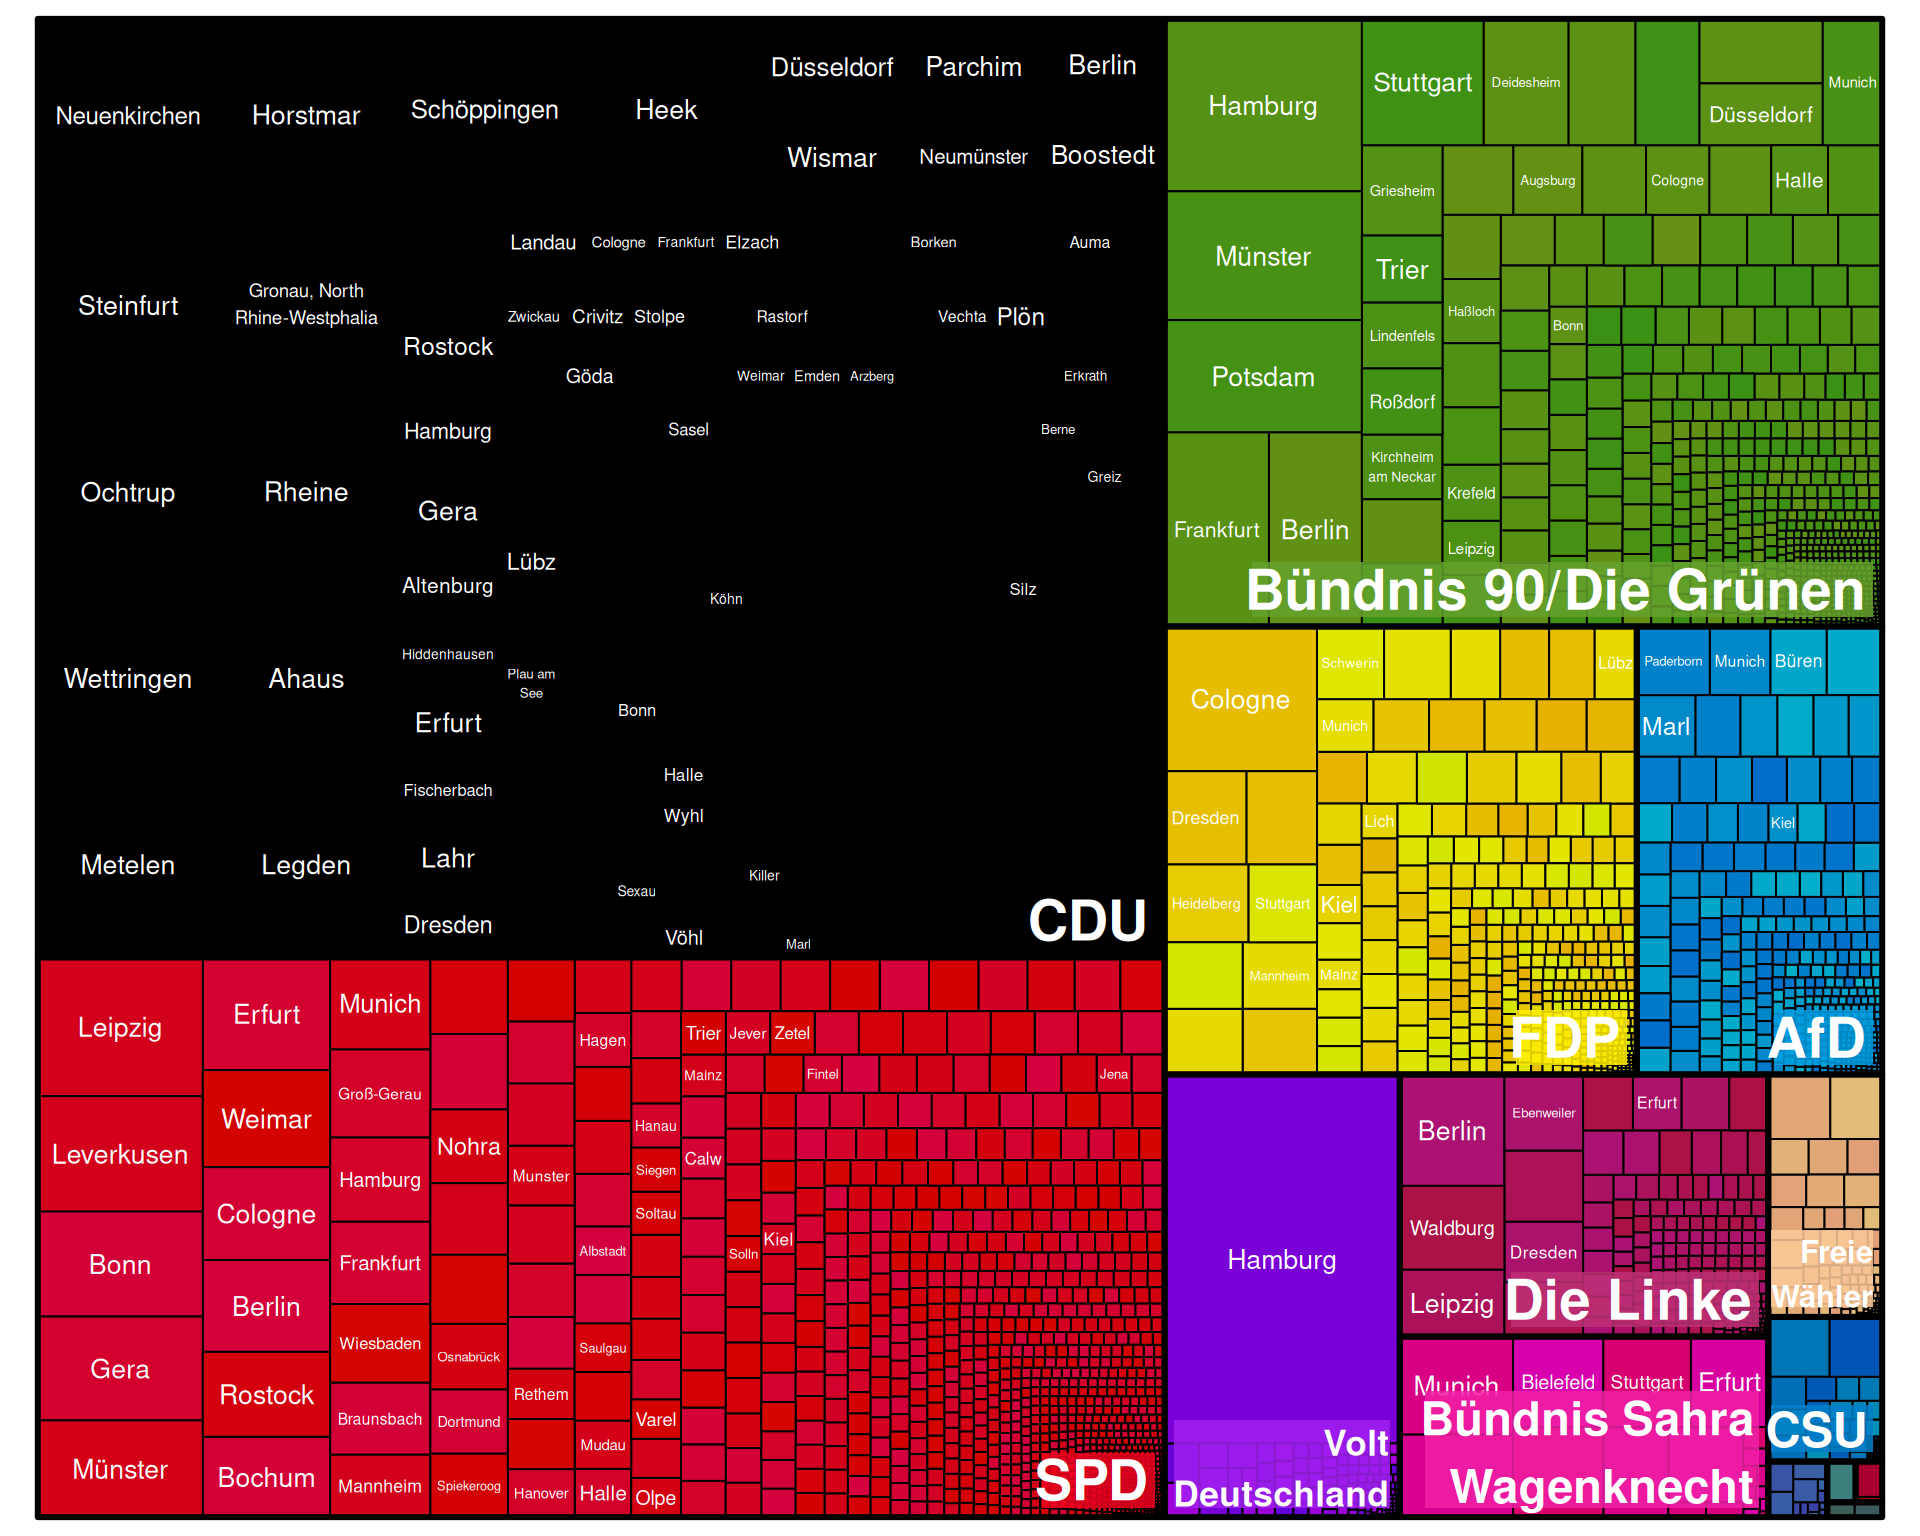 Neuenkirchen
Horstmar
Schöppingen
Heek
Düsseldorf
Parchim
Berlin
Wismar
Neumünster
Boostedt
Steinfurt
Gronau, North
Rhine-Westphalia
Rostock
Landau
Cologne
Frankfurt
Elzach
Borken
Auma
Zwickau
Crivitz
Stolpe
Rastorf
Vechta
Plön
Göda
Weimar
Emden
Arzberg
Erkrath
Hamburg
Sasel
Berne
Greiz
Ochtrup
Rheine
Gera
Lübz
Altenburg
Köhn
Silz
Wettringen
Ahaus
Hiddenhausen
Plau am
See
Erfurt
Bonn
Fischerbach
Halle
Wyhl
Metelen
Legden
Lahr
Sexau
Killer
Dresden
Vöhl
Marl
CDU
Leipzig
Leverkusen
Bonn
Gera
Münster
Erfurt
Weimar
Cologne
Berlin
Rostock
Bochum
Munich
Groß-Gerau
Hamburg
Frankfurt
Wiesbaden
Braunsbach
Mannheim
Nohra
Osnabrück
Dortmund
Spiekeroog
Munster
Rethem
Hanover
Hagen
Albstadt
Saulgau
Mudau
Halle
Hanau
Siegen
Soltau
Varel
Olpe
Trier
Jever
Zetel
Mainz
Fintel
Jena
Calw
Solln
Kiel
SPD
Hamburg
Münster
Potsdam
Frankfurt
Berlin
Stuttgart
Deidesheim
Düsseldorf
Munich
Griesheim
Augsburg
Cologne
Halle
Trier
Haßloch
Bonn
Lindenfels
Roßdorf
Kirchheim
am Neckar
Krefeld
Leipzig
Bündnis 90/Die Grünen
Cologne
Dresden
Heidelberg
Stuttgart
Mannheim
Schwerin
Lübz
Munich
Lich
Kiel
Mainz
FDP
Paderborn
Munich
Büren
Marl
Kiel
AfD
Hamburg
Volt
Deutschland
Berlin
Waldburg
Leipzig
Ebenweiler
Dresden
Erfurt
Die Linke
Munich
Bielefeld
Stuttgart
Erfurt
Bündnis Sahra
Wagenknecht
Freie
Wähler
CSU